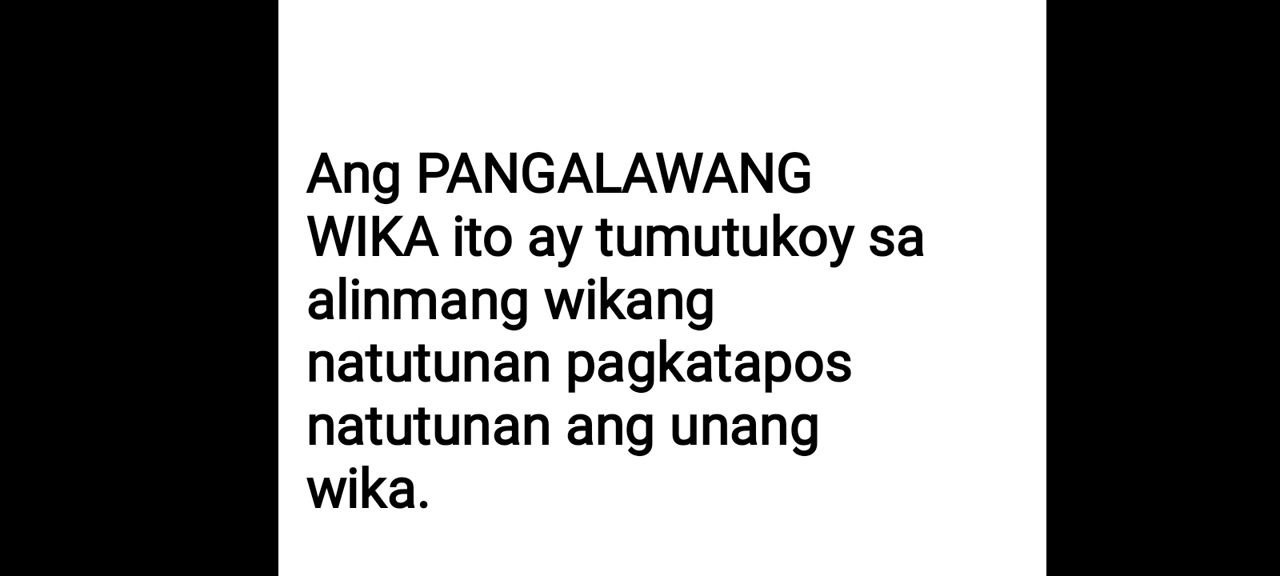 Ang PANGALAWANG
WIKA ito ay tumutukoy sa
alinmang wikang
natutunan pagkatapos
natutunan ang unang
wika.